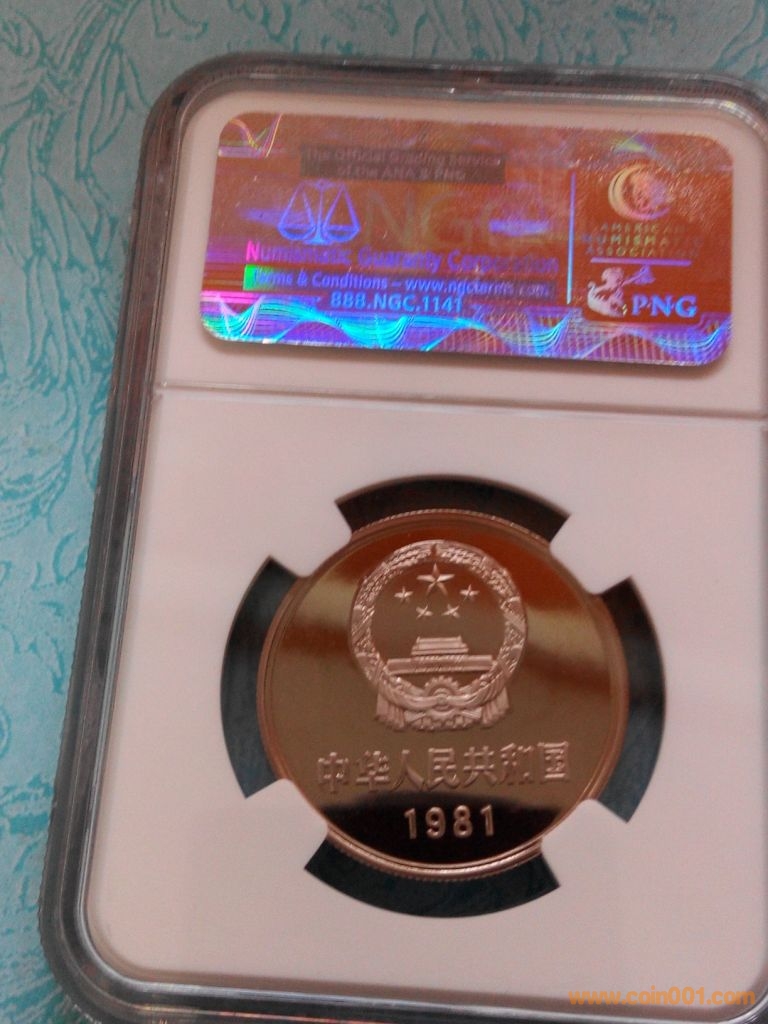 The Official Grading Service
of the ANA & PNG
NGC
Numismatic Guaranty Corporation
Terms & Conditions – www.ngcterms.com
888.NGC.1141
AMERICAN
NUMISMATIC
ASSOCIATION
PNG
中华人民共和国
1981
www.coin001.com